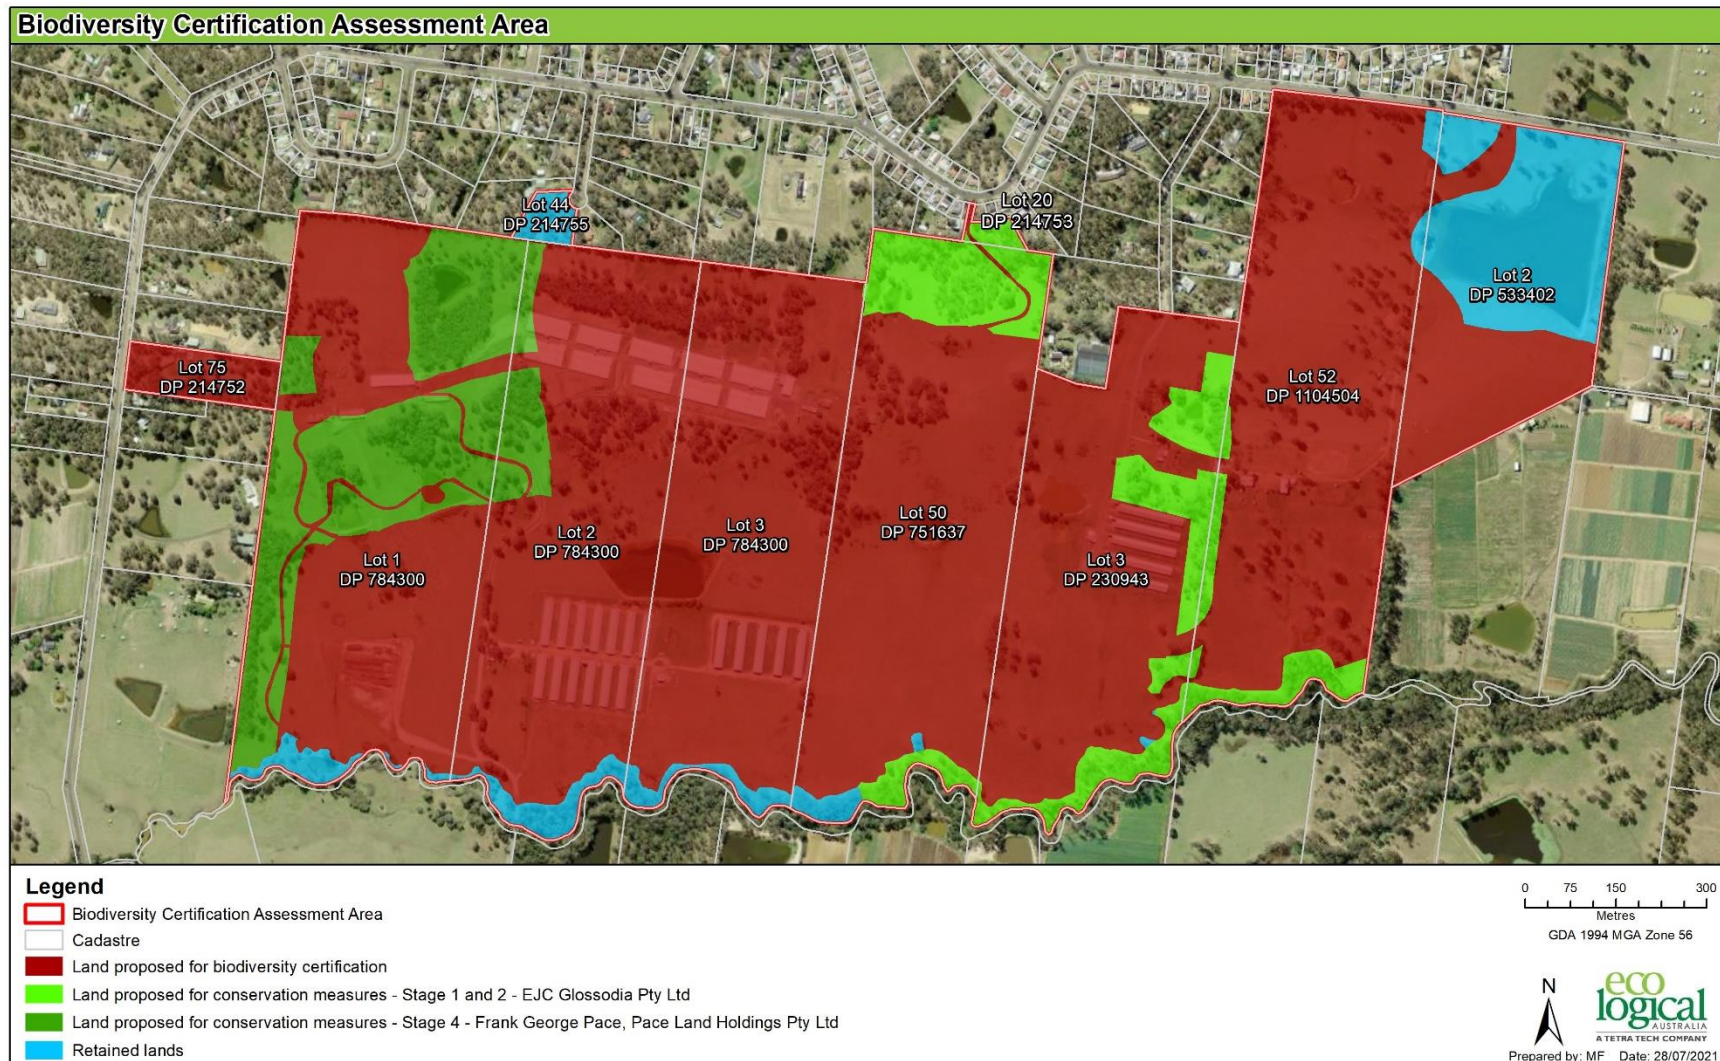 Biodiversity Certification Assessment Area
Lot 44
DP 214755
Lot 20
DP 214753
Lot 2
DP 533402
Lot 75
DP 214752
Lot 52
DP 1104504
Lot 50
DP 751637
Lot 3
DP 784300
Lot 2
DP 784300
Lot 1
DP 784300
Lot 3
DP 230943
Legend
Biodiversity Certification Assessment Area
Cadastre
Land proposed for biodiversity certification
Land proposed for conservation measures - Stage 1 and 2 - EJC Glossodia Pty Ltd
Land proposed for conservation measures - Stage 4 - Frank George Pace, Pace Land Holdings Pty Ltd
Retained lands
0 75 150 300
Metres
GDA 1994 MGA Zone 56
N
eco
logical
AUSTRALIA
A TETRA TECH COMPANY
Prepared by: MF Date: 28/07/2021